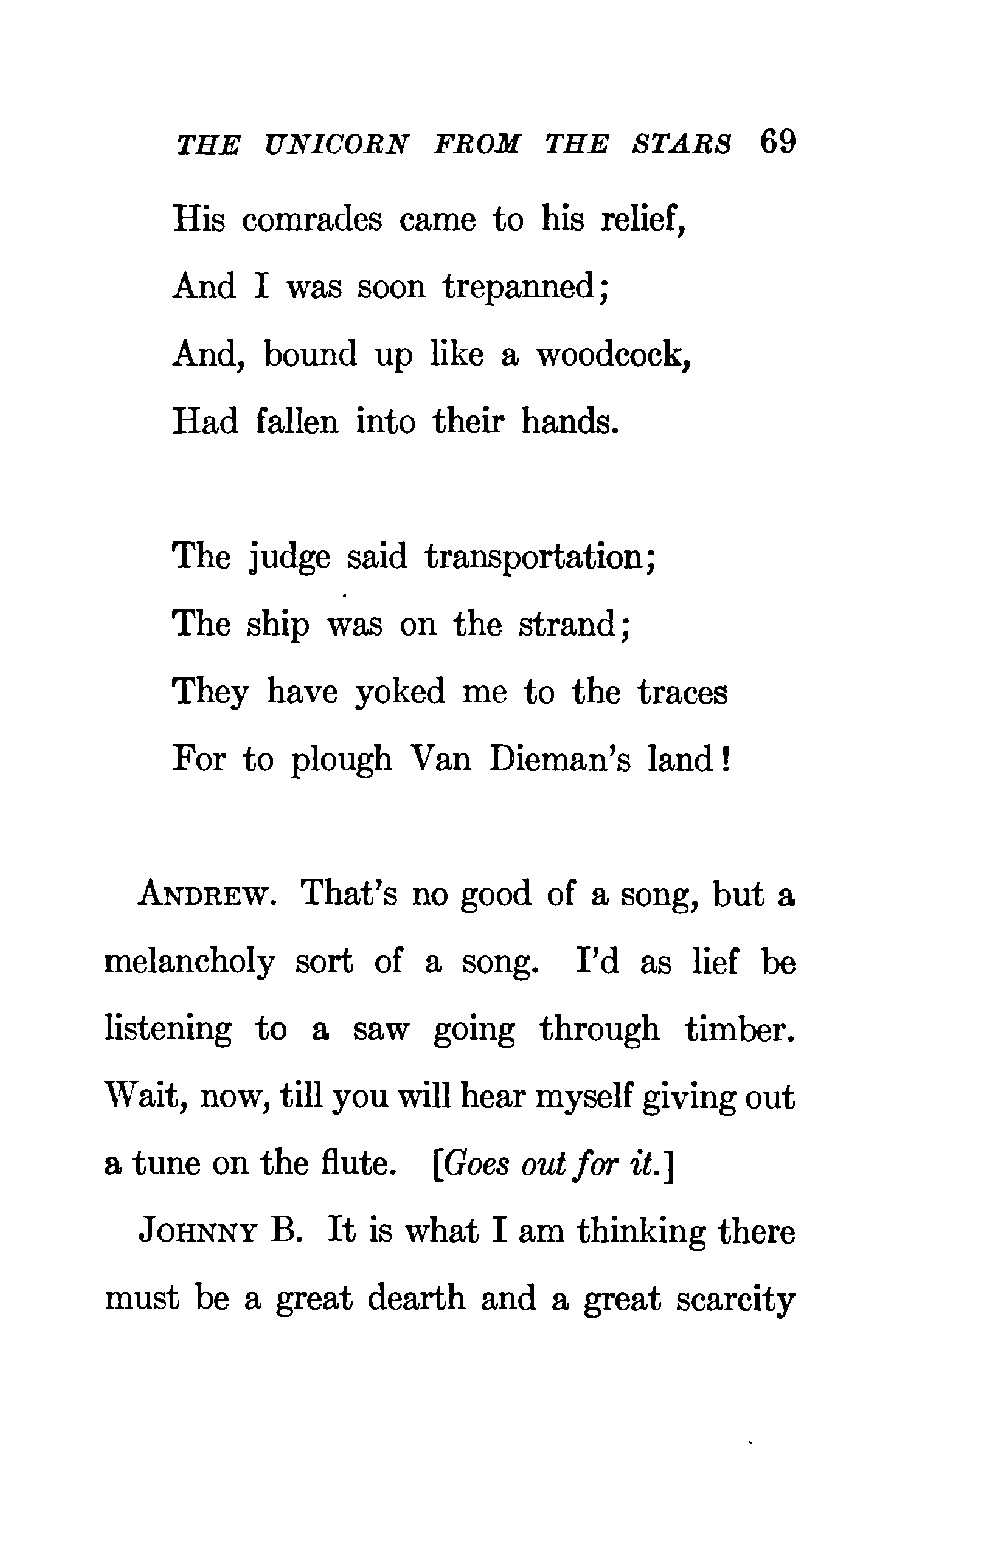 THE UNICORN FROM THE STARS 69
His comrades came to his relief,
And I was soon trepanned;
And, bound up like a woodcock,
Had fallen into their hands.
The judge said transportation;
The ship was on the strand;
They have yoked me to the traces
For to plough Van Dieman's land!
ANDREW. That's no good of a song, but a
melancholy sort of a song. I'd as lief be
listening to a saw going through timber.
Wait, now, till you will hear myself giving out
a tune on the flute. [Goes out for it.]
JOHNNY B. It is what I am thinking there
must be a great dearth and a great scarcity